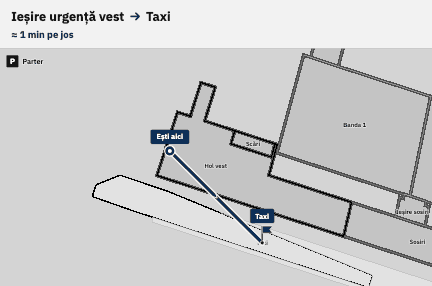 Ieșire urgență vest → Taxi
≈ 1 min pe jos
P Parter
Banda 1
Ești aici
Scări
Hol vest
Ieșire sosiri
Taxi
Sosiri